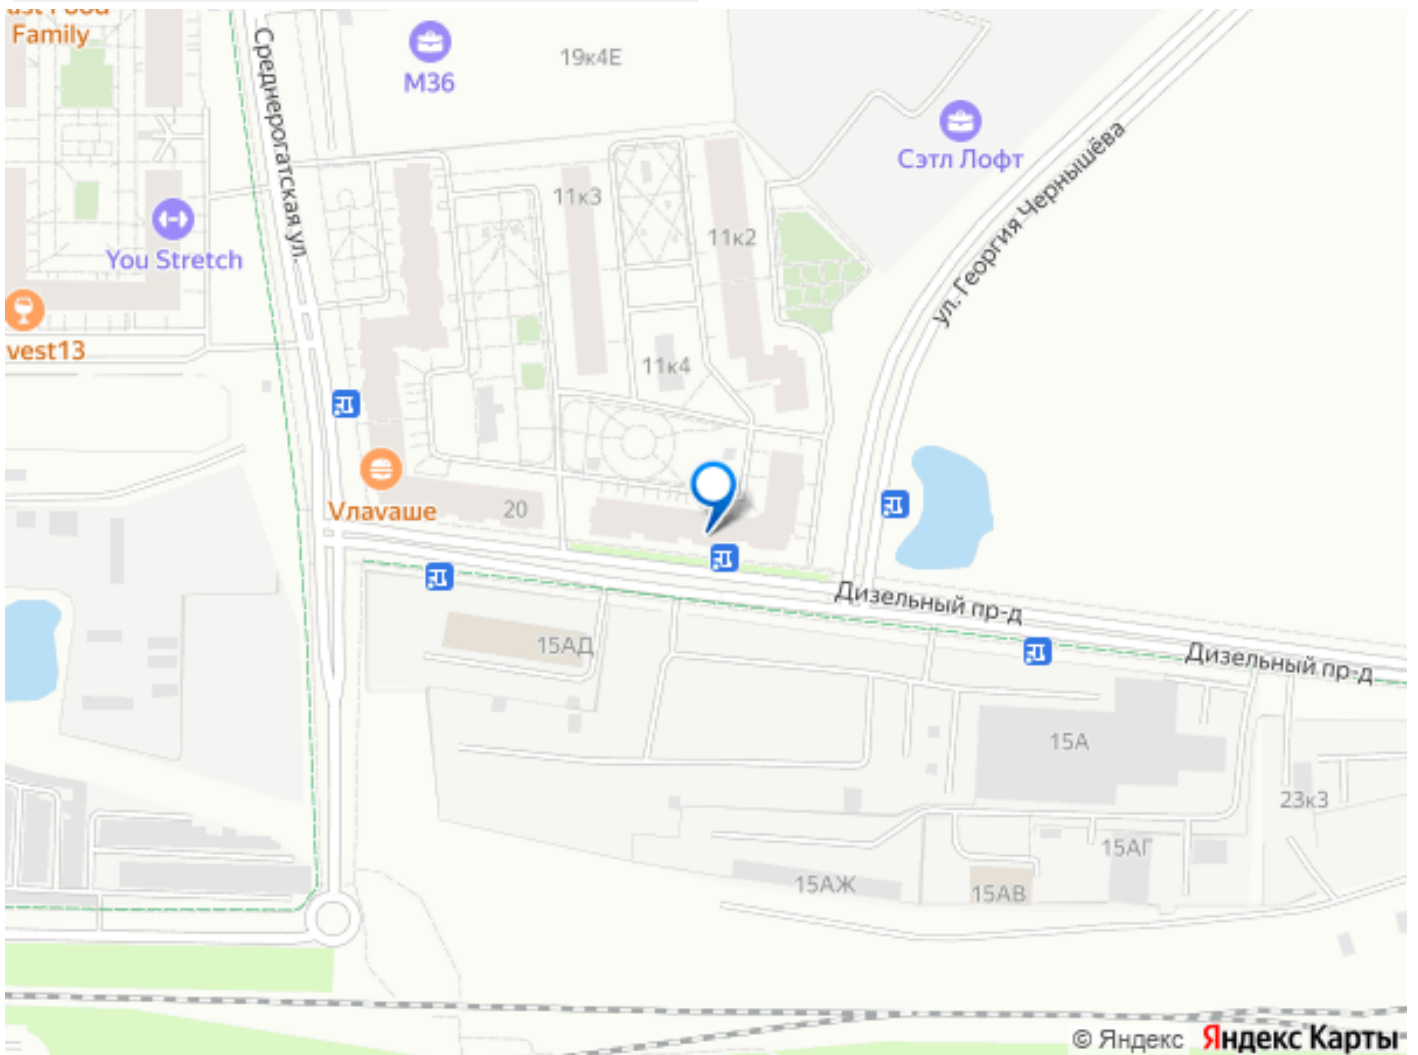 Family
М36
19к4Е
Среднерогатская ул.
Сэтл Лофт
ул. Георгия Чернышёва
11к3
11к2
You Stretch
vest13
11к4
Vлаvаше
20
Дизельный пр-д
Дизельный пр-д
15АД
15А
23к3
15АГ
15АЖ
15АВ
© Яндекс Яндекс Карты